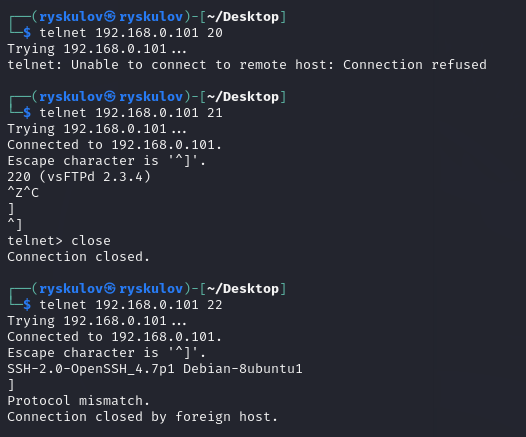 ┌──(ryskulov㉿ryskulov)-[~/Desktop]
└─$ telnet 192.168.0.101 20
Trying 192.168.0.101...
telnet: Unable to connect to remote host: Connection refused
┌──(ryskulov㉿ryskulov)-[~/Desktop]
└─$ telnet 192.168.0.101 21
Trying 192.168.0.101...
Connected to 192.168.0.101.
Escape character is '^]'.
220 (vsFTPd 2.3.4)
^Z^C
]
^]
telnet> close
Connection closed.
┌──(ryskulov㉿ryskulov)-[~/Desktop]
└─$ telnet 192.168.0.101 22
Trying 192.168.0.101...
Connected to 192.168.0.101.
Escape character is '^]'.
SSH-2.0-OpenSSH_4.7p1 Debian-8ubuntu1
]
Protocol mismatch.
Connection closed by foreign host.